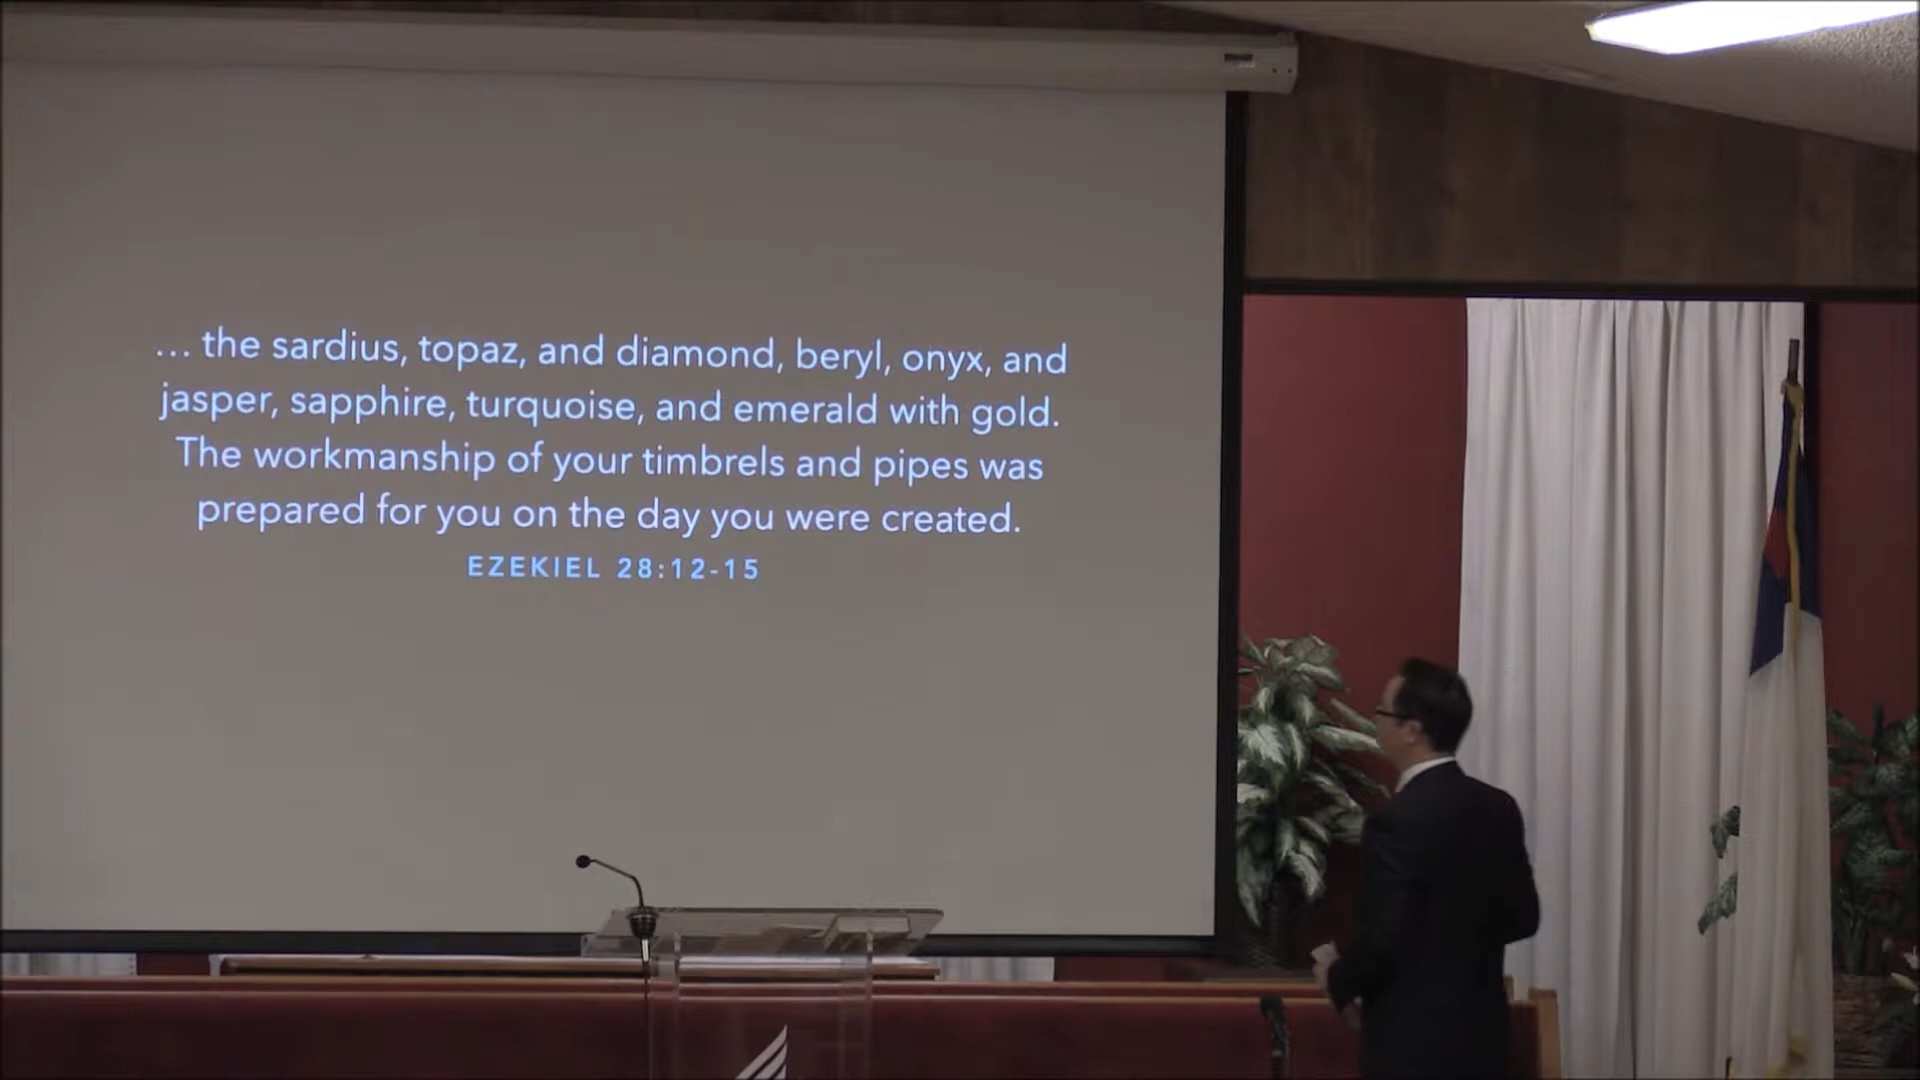 ... the sardius, topaz, and diamond, beryl, onyx, and
jasper, sapphire, turquoise, and emerald with gold.
The workmanship of your timbrels and pipes was
prepared for you on the day you were created.
EZEKIEL 28:12-15